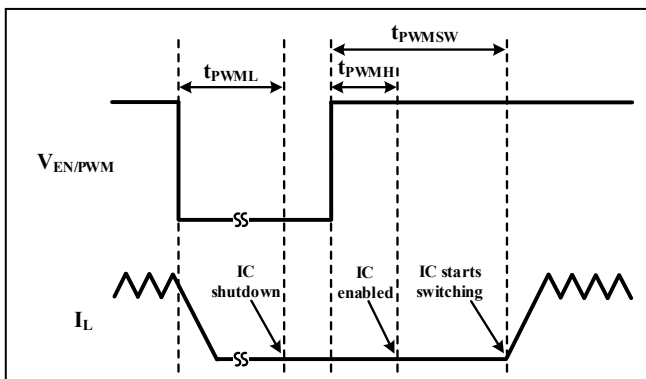 tPWMSW
tPWML
tPWMH
VEN/PWM
IC
shutdown
IC
enabled
IC starts
switching
IL